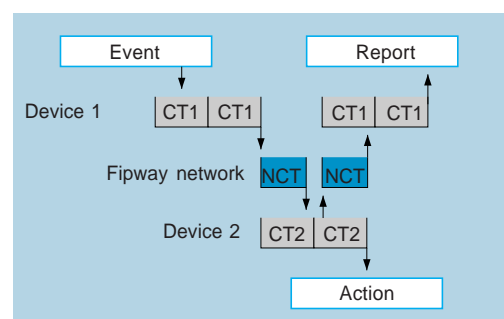 Event Report
Device 1 CT1 CT1 CT1 CT1
Fipway network NCT NCT
Device 2 CT2 CT2
Action